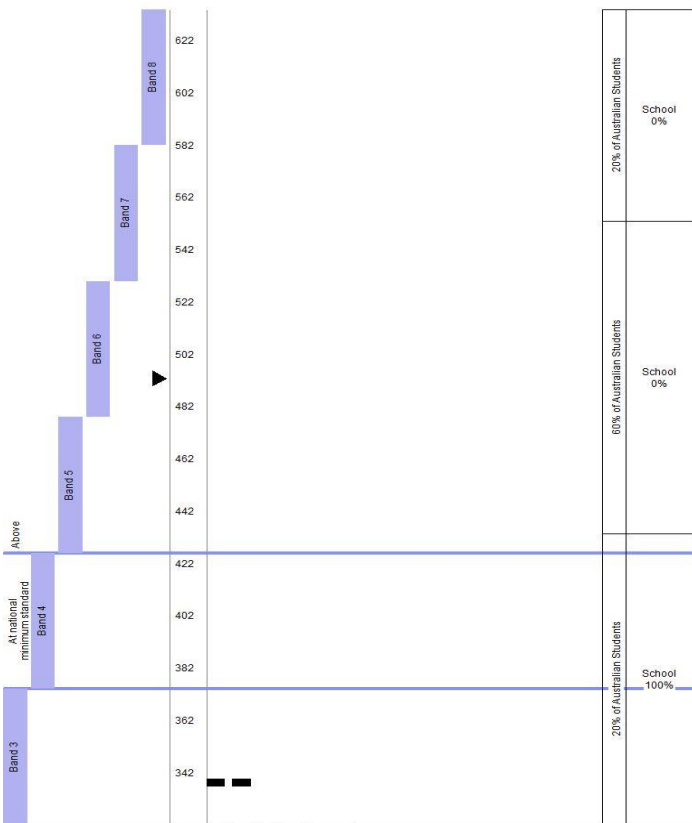 622
602
582
562
542
522
502
482
462
442
422
402
382
362
342
Band 8
Band 7
Band 6
Band 5
Band 4
Band 3
Above
At national
minimum standard
20% of Australian Students
School
0%
60% of Australian Students
School
0%
20% of Australian Students
School
100%